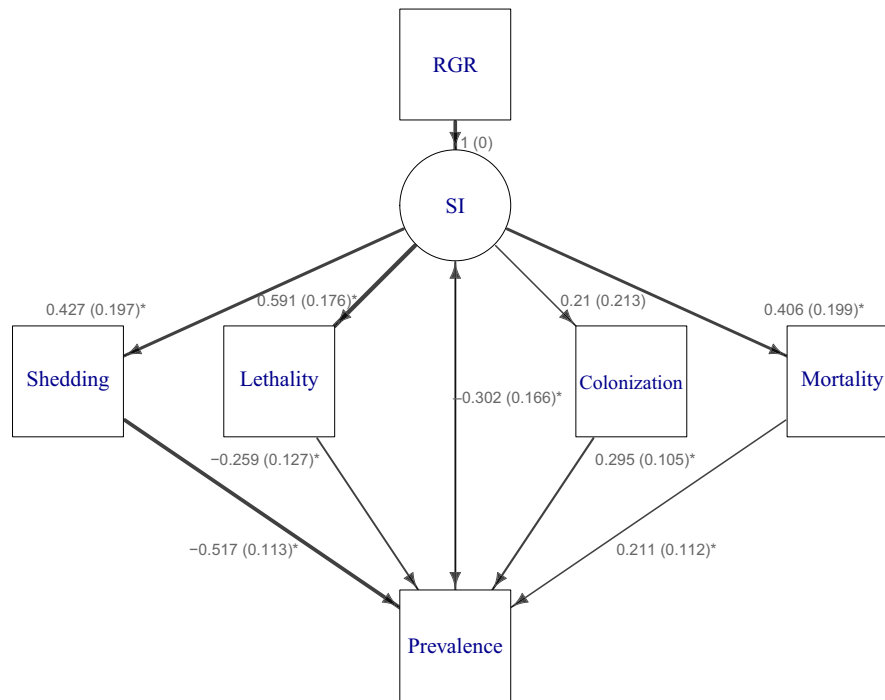 RGR
1 (0)
SI
0.427 (0.197)*
0.591 (0.176)*
0.21 (0.213)
0.406 (0.199)*
Shedding
Lethality
Colonization
Mortality
−0.302 (0.166)*
−0.259 (0.127)*
0.295 (0.105)*
−0.517 (0.113)*
0.211 (0.112)*
Prevalence